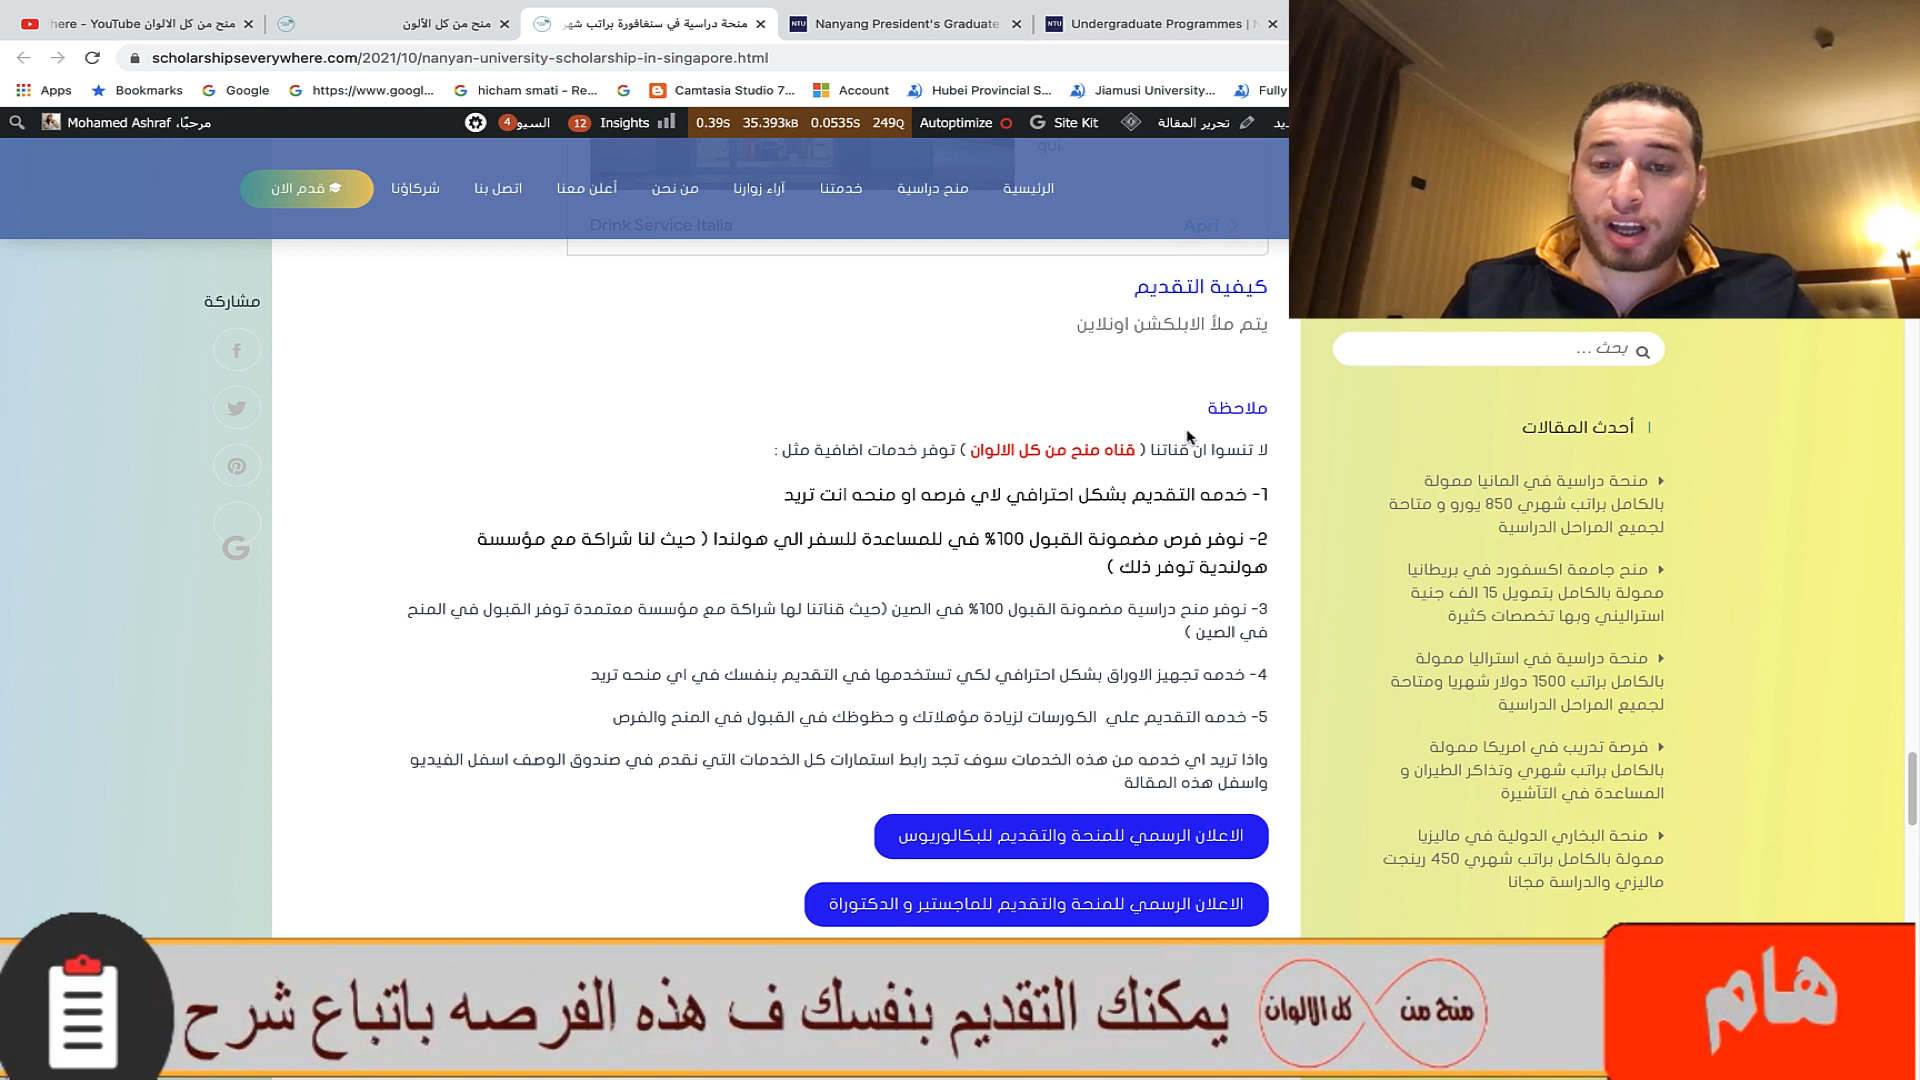 منح من كل الالوان here - YouTube
منح من كل الألون
منحة دراسية في سنغافورة براتب شهر
Nanyang President's Graduate
Undergraduate Programmes |
scholarshipseverywhere.com/2021/10/nanyan-university-scholarship-in-singapore.html
Apps
Bookmarks
Google
https://www.googl...
hicham smati - Re...
Camtasia Studio 7...
Account
Hubei Provincial S...
Jiamusi University...
Fully
مرحبًا، Mohamed Ashraf
السيو 4
12 Insights
0.39S 35.393KB 0.0535S 249Q
Autoptimize
Site Kit
تحرير المقالة
qui.
الرئيسية
منح دراسية
خدمتنا
آراء زوارنا
من نحن
أعلن معنا
اتصل بنا
شركاؤنا
قدم الان
Drink Service Italia
Apri
كيفية التقديم
يتم ملأ الابلكشن اونلاين
مشاركة
ملاحظة
لا تنسوا ان قناتنا ( قناه منح من كل الالوان ) توفر خدمات اضافية مثل :
1- خدمه التقديم بشكل احترافي لاي فرصه او منحه انت تريد
2- نوفر فرص مضمونة القبول 100% في للمساعدة للسفر الي هولندا ( حيث لنا شراكة مع مؤسسة
هولندية توفر ذلك )
3- نوفر منح دراسية مضمونة القبول 100% في الصين (حيث قناتنا لها شراكة مع مؤسسة معتمدة توفر القبول في المنح
في الصين )
4- خدمه تجهيز الاوراق بشكل احترافي لكي تستخدمها في التقديم بنفسك في اي منحه تريد
5- خدمه التقديم علي الكورسات لزيادة مؤهلاتك و حظوظك في القبول في المنح والفرص
واذا تريد اي خدمه من هذه الخدمات سوف تجد رابط استمارات كل الخدمات التي نقدم في صندوق الوصف اسفل الفيديو
واسفل هذه المقالة
الاعلان الرسمي للمنحة والتقديم للبكالوريوس
الاعلان الرسمي للمنحة والتقديم للماجستير و الدكتوراة
بحث ...
أحدث المقالات
منحة دراسية في المانيا ممولة
بالكامل براتب شهري 850 يورو و متاحة
لجميع المراحل الدراسية
منح جامعة اكسفورد في بريطانيا
ممولة بالكامل بتمويل 15 الف جنية
استراليني وبها تخصصات كثيرة
منحة دراسية في استراليا ممولة
بالكامل براتب 1500 دولار شهريا ومتاحة
لجميع المراحل الدراسية
فرصة تدريب في امريكا ممولة
بالكامل براتب شهري وتذاكر الطيران و
المساعدة في التآشيرة
منحة البخاري الدولية في ماليزيا
ممولة بالكامل براتب شهري 450 رينجت
ماليزي والدراسة مجانا
هام
منح من كل الالوان
يمكنك التقديم بنفسك ف هذه الفرصه باتباع شرح